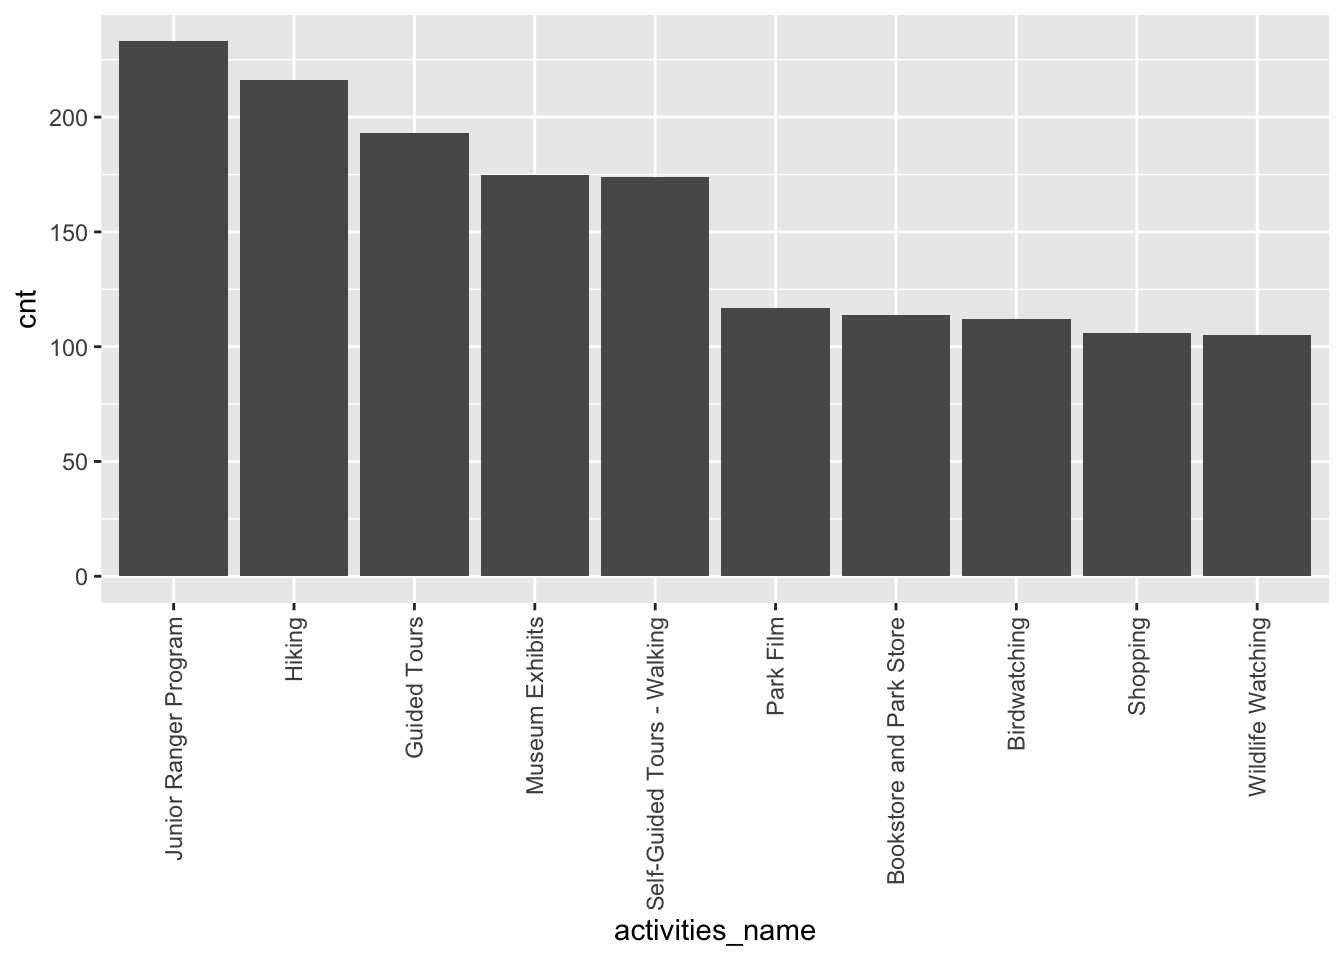 cnt
200
150
100
50
0
Junior Ranger Program
Hiking
Guided Tours
Museum Exhibits
Self-Guided Tours - Walking
Park Film
Bookstore and Park Store
Birdwatching
Shopping
Wildlife Watching
activities_name